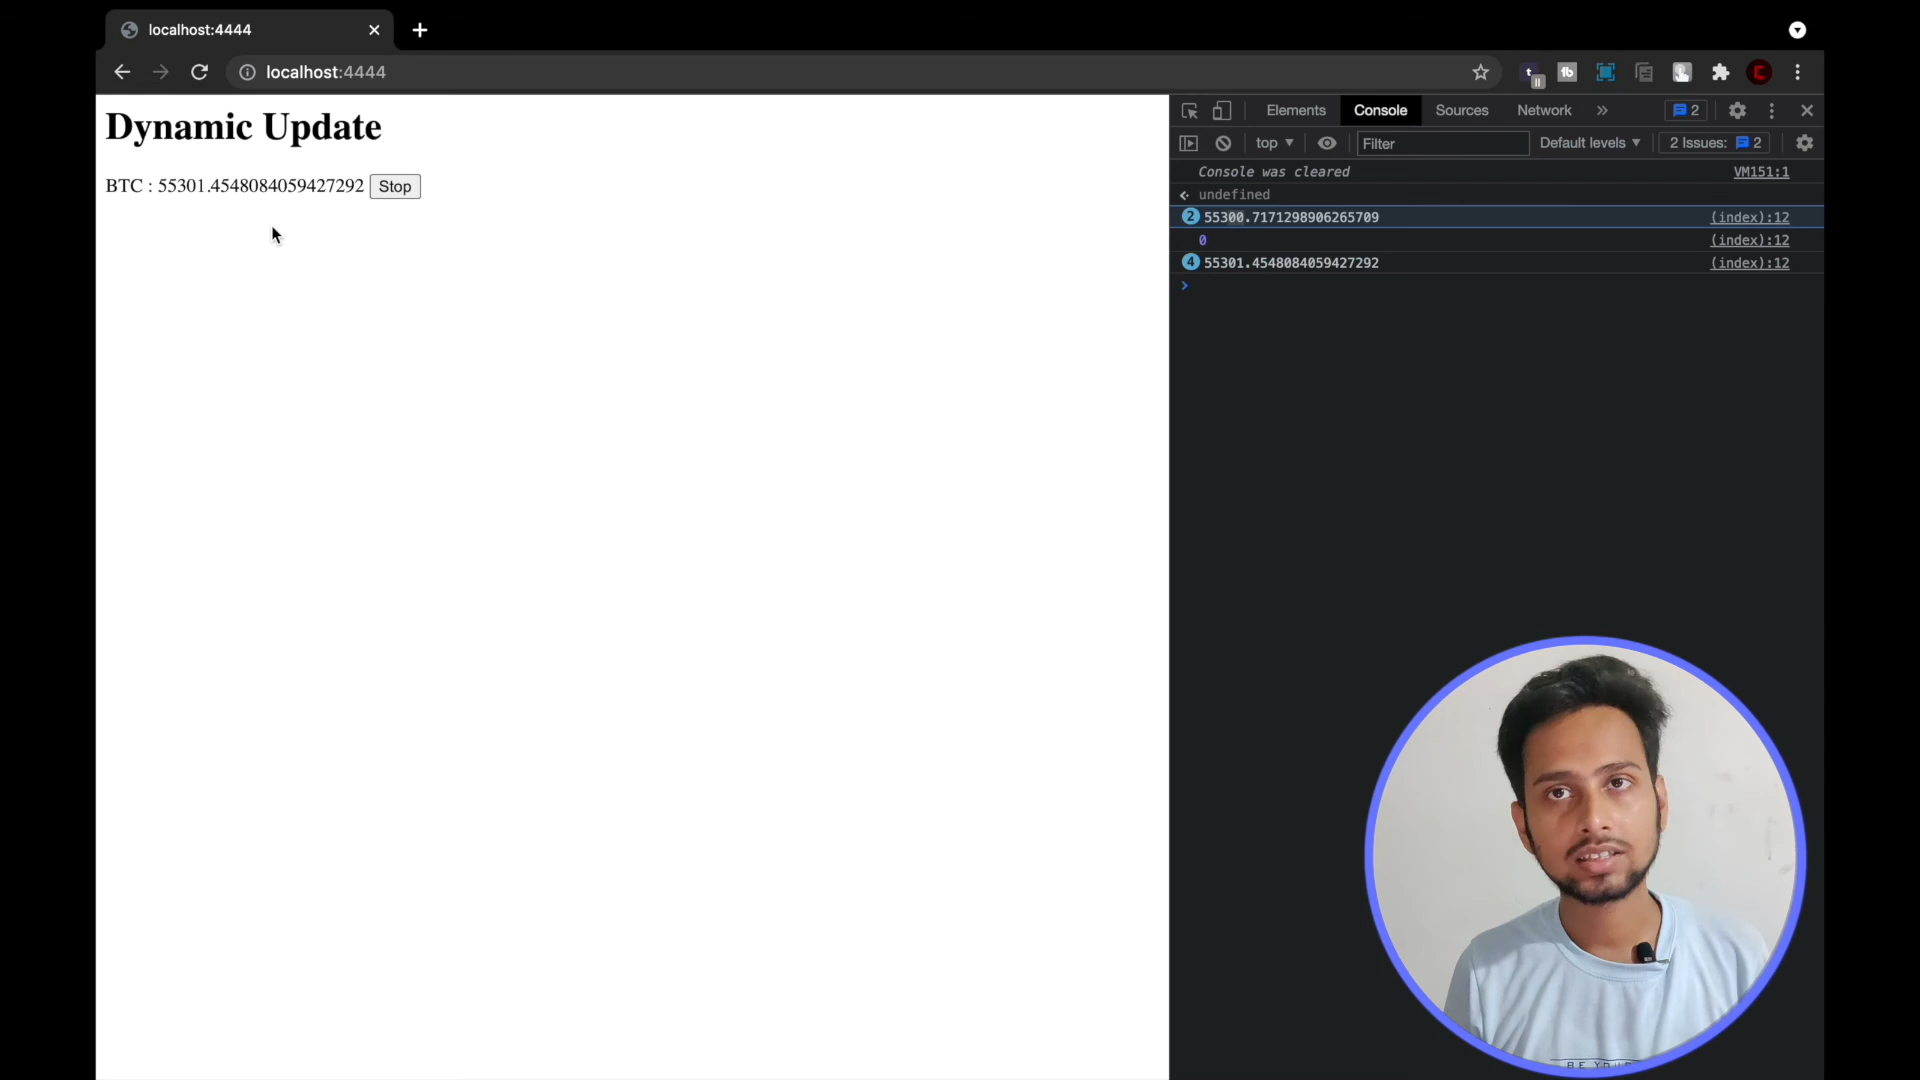 localhost:4444
localhost:4444
Dynamic Update
BTC : 55301.4548084059427292 Stop
Elements Console Sources Network 2
top Filter Default levels 2 Issues: 2
Console was cleared VM151:1
undefined
2 55300.7171298906265709 (index):12
0 (index):12
4 55301.4548084059427292 (index):12
BE YOUR